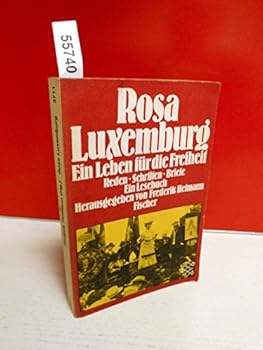 55740
Rosa
Luxemburg
Ein Leben für die Freiheit
Reden · Schriften · Briefe
Ein Lesebuch
Herausgegeben von Frederik Hetmann
Fischer